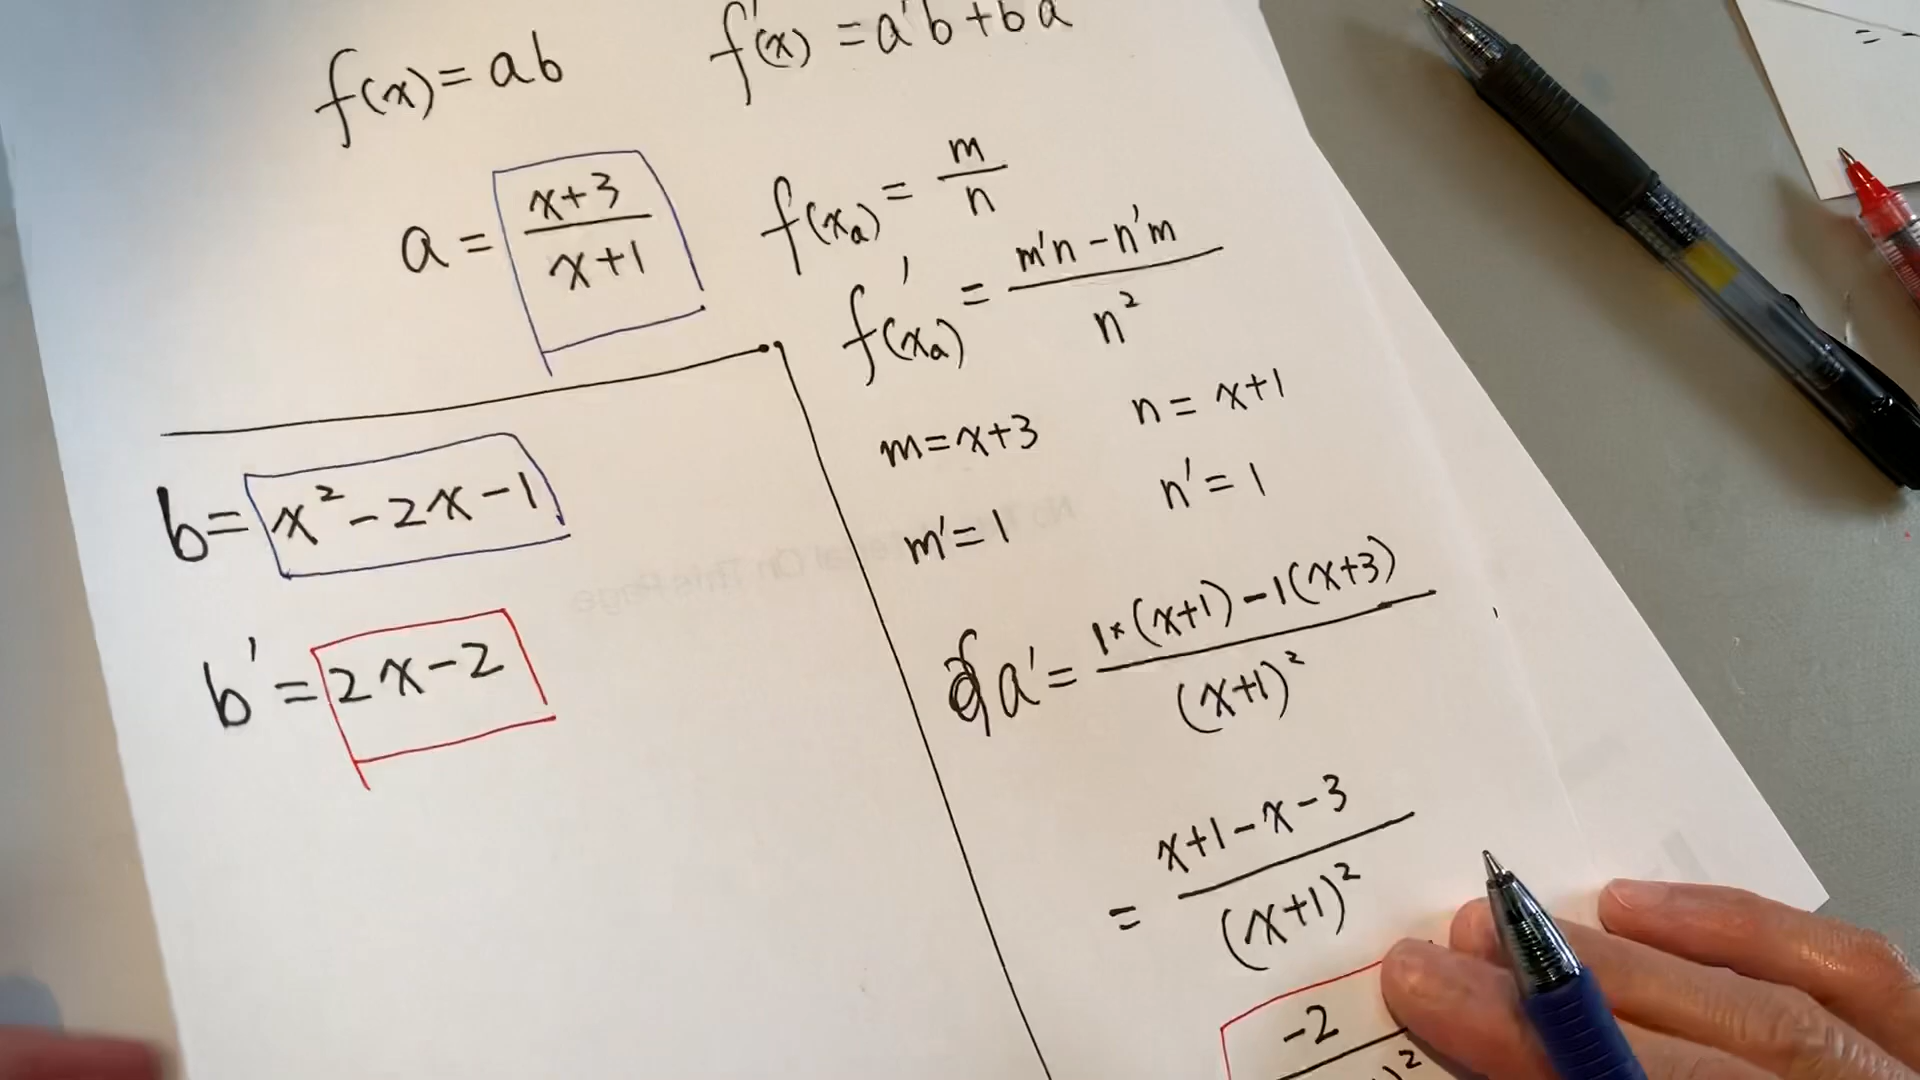 f(x) = ab
f'(x) = a'b + b'a
a = x+3 / x+1
f(xₐ) = m / n
f'(xₐ) = m'n - n'm / n²
m = x+3
n = x+1
m' = 1
n' = 1
b = x² - 2x - 1
b' = 2x - 2
a' = 1×(x+1) - 1(x+3) / (x+1)²
= x+1-x-3 / (x+1)²
-2
)²